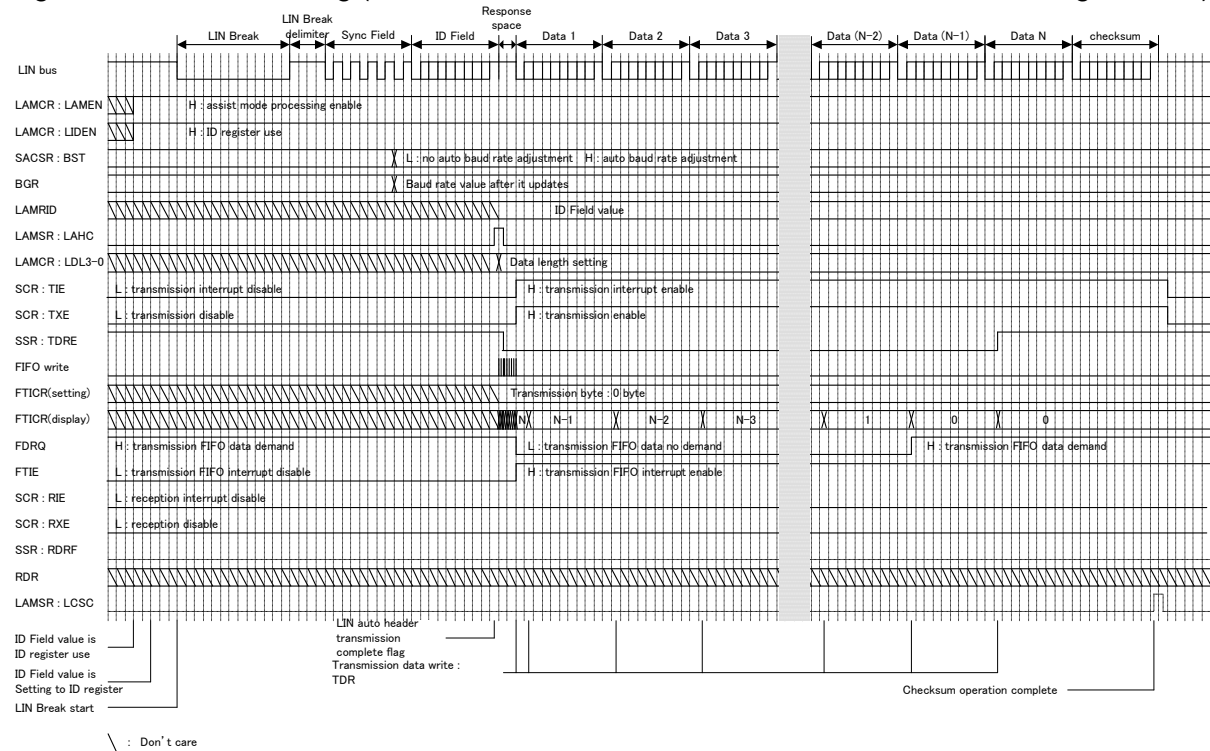 Response
space
LIN Break
delimiter
LIN Break
Sync Field
ID Field
Data 1
Data 2
Data 3
Data (N-2)
Data (N-1)
Data N
checksum
LIN bus
LAMCR : LAMEN
H : assist mode processing enable
LAMCR : LIDEN
H : ID register use
SACSR : BST
L : no auto baud rate adjustment H : auto baud rate adjustment
BGR
Baud rate value after it updates
LAMRID
ID Field value
LAMSR : LAHC
LAMCR : LDL3-0
Data length setting
SCR : TIE
L : transmission interrupt disable
H : transmission interrupt enable
SCR : TXE
L : transmission disable
H : transmission enable
SSR : TDRE
FIFO write
FTICR(setting)
Transmission byte : 0 byte
FTICR(display)
N
N-1
N-2
N-3
1
0
0
FDRQ
H : transmission FIFO data demand
L : transmission FIFO data no demand
H : transmission FIFO data demand
FTIE
L : transmission FIFO interrupt disable
H : transmission FIFO interrupt enable
SCR : RIE
L : reception interrupt disable
SCR : RXE
L : reception disable
SSR : RDRF
RDR
LAMSR : LCSC
ID Field value is
ID register use
ID Field value is
Setting to ID register
LIN Break start
LIN auto header
transmission
complete flag
Transmission data write :
TDR
Checksum operation complete
: Don't care